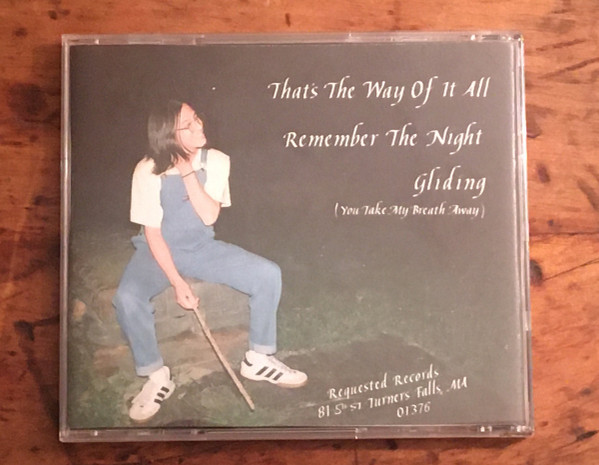 That's The Way Of It All
Remember The Night
Gliding
(You Take My Breath Away)
Requested Records
81 5th St Turners Falls, MA
01376